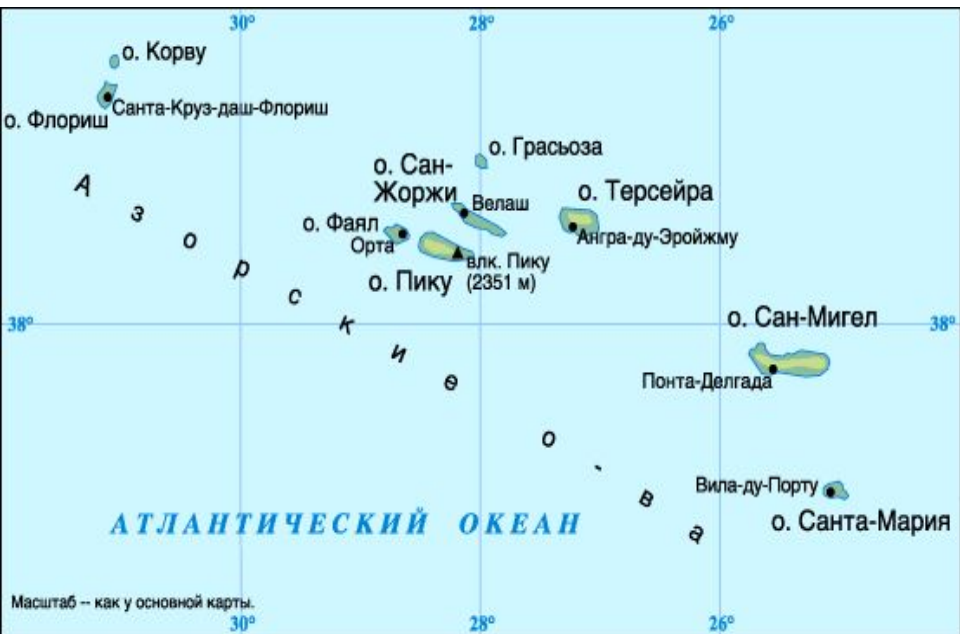 30°
28°
26°
о. Корву
Санта-Круз-даш-Флориш
о. Флориш
о. Грасьоза
о. Сан-
Жоржи
Велаш
о. Терсейра
Ангра-ду-Эройжму
о. Фаял
Орта
влк. Пику
(2351 м)
о. Пику
Азорские о-ва
38°
38°
о. Сан-Мигел
Понта-Делгада
Вила-ду-Порту
о. Санта-Мария
АТЛАНТИЧЕСКИЙ ОКЕАН
Масштаб -- как у основной карты.
30°
28°
26°